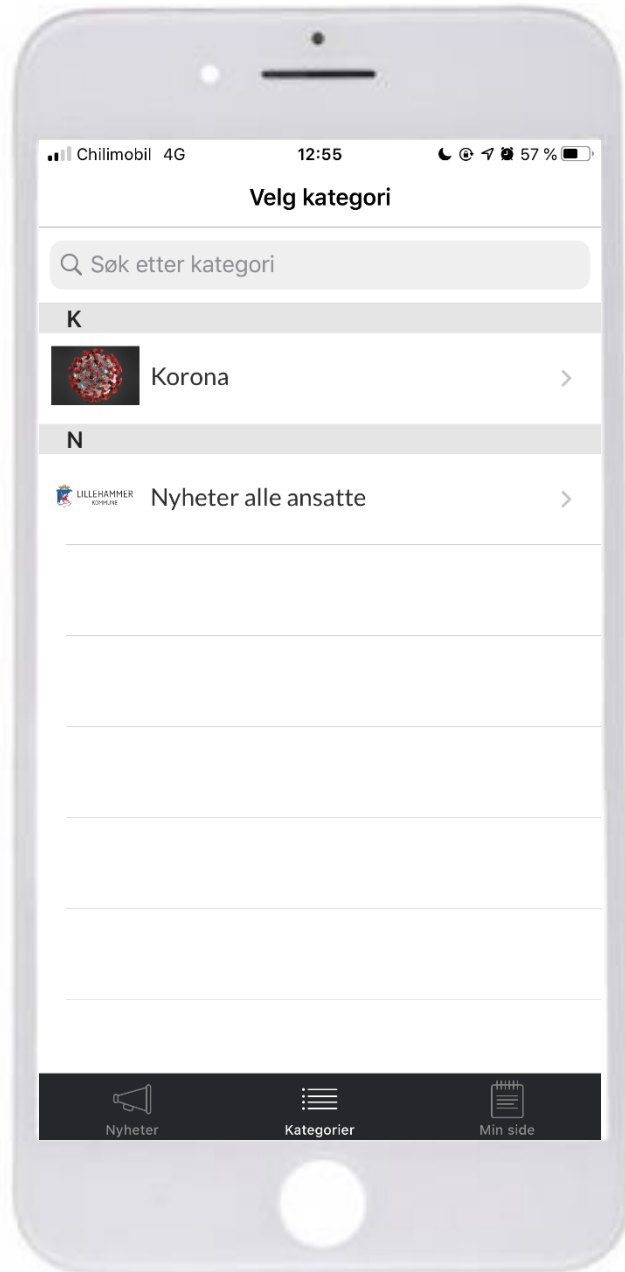 Chilimobil 4G 12:55 57 %
Velg kategori
Søk etter kategori
K
Korona
N
LILLEHAMMER
KOMMUNE
Nyheter alle ansatte
Nyheter Kategorier Min side